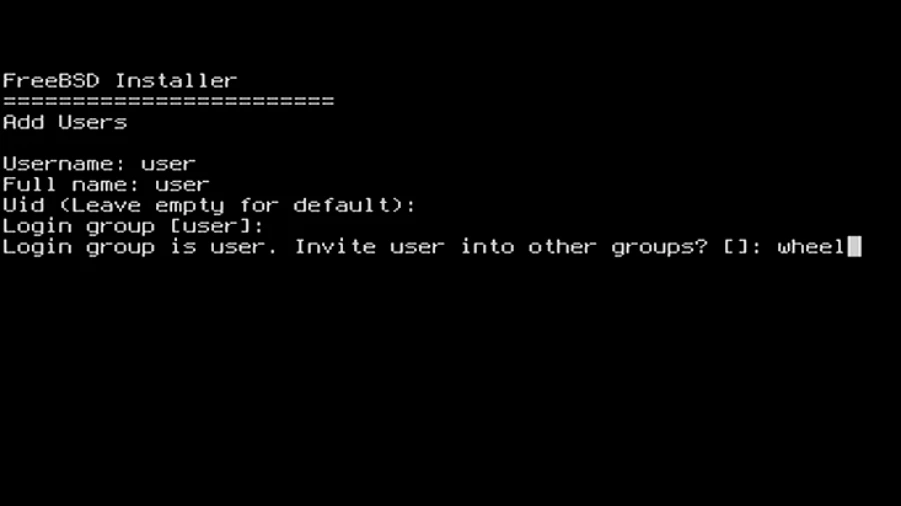 FreeBSD Installer
========================
Add Users
Username: user
Full name: user
Uid (Leave empty for default):
Login group [user]:
Login group is user. Invite user into other groups? []: wheel